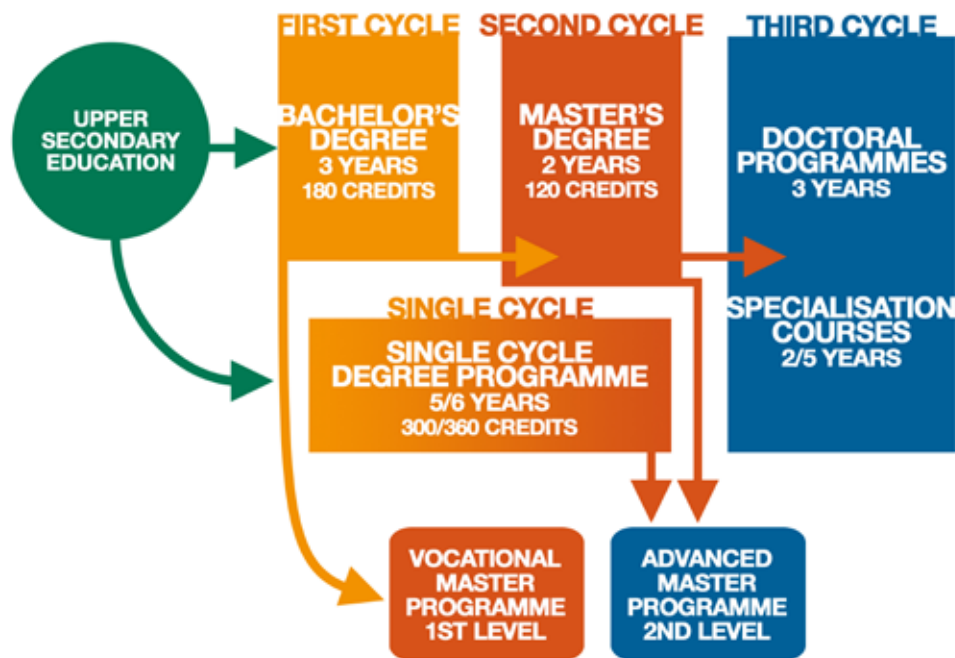 FIRST CYCLE
SECOND CYCLE
THIRD CYCLE
UPPER
SECONDARY
EDUCATION
BACHELOR'S
DEGREE
3 YEARS
180 CREDITS
MASTER'S
DEGREE
2 YEARS
120 CREDITS
DOCTORAL
PROGRAMMES
3 YEARS
SPECIALISATION
COURSES
2/5 YEARS
SINGLE CYCLE
SINGLE CYCLE
DEGREE PROGRAMME
5/6 YEARS
300/360 CREDITS
VOCATIONAL
MASTER
PROGRAMME
1ST LEVEL
ADVANCED
MASTER
PROGRAMME
2ND LEVEL